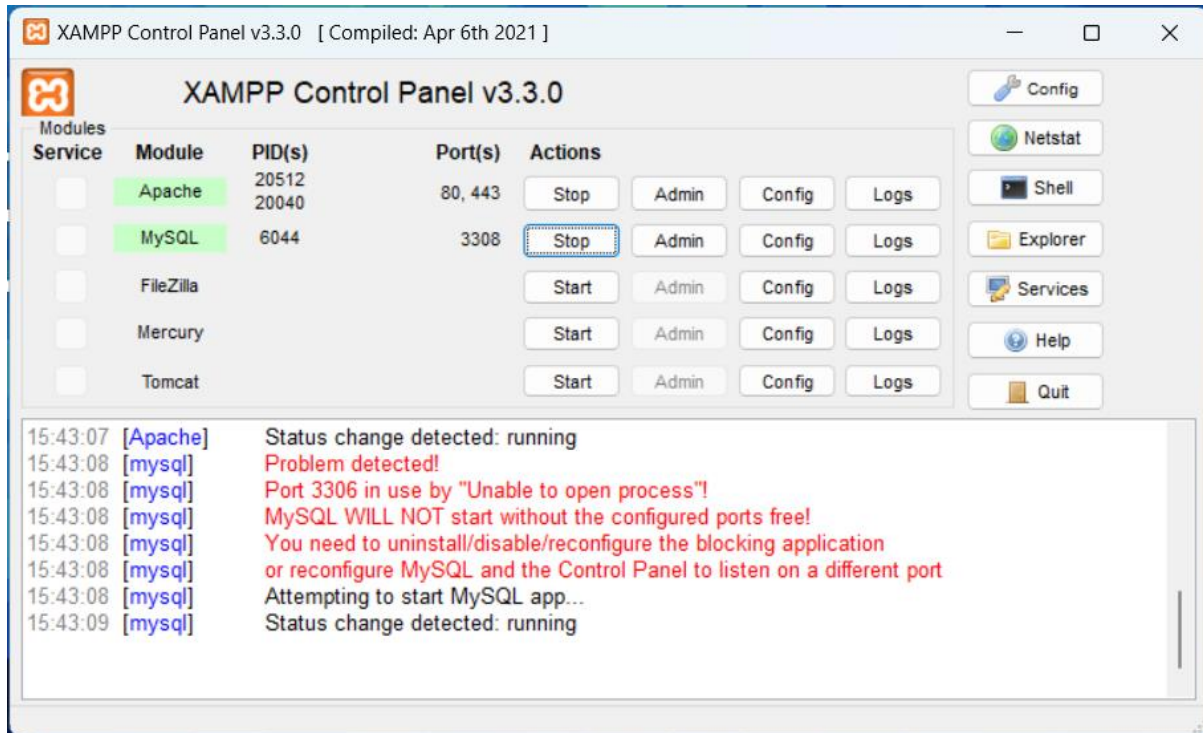 XAMPP Control Panel v3.3.0 [ Compiled: Apr 6th 2021 ]
XAMPP Control Panel v3.3.0
Config
Modules
Netstat
Service Module PID(s) Port(s) Actions
Apache 20512 20040 80, 443 Stop Admin Config Logs
Shell
MySQL 6044 3308 Stop Admin Config Logs
Explorer
FileZilla Start Admin Config Logs
Services
Mercury Start Admin Config Logs
Help
Tomcat Start Admin Config Logs
Quit
15:43:07 [Apache] Status change detected: running
15:43:08 [mysql] Problem detected!
15:43:08 [mysql] Port 3306 in use by "Unable to open process"!
15:43:08 [mysql] MySQL WILL NOT start without the configured ports free!
15:43:08 [mysql] You need to uninstall/disable/reconfigure the blocking application
15:43:08 [mysql] or reconfigure MySQL and the Control Panel to listen on a different port
15:43:08 [mysql] Attempting to start MySQL app...
15:43:09 [mysql] Status change detected: running